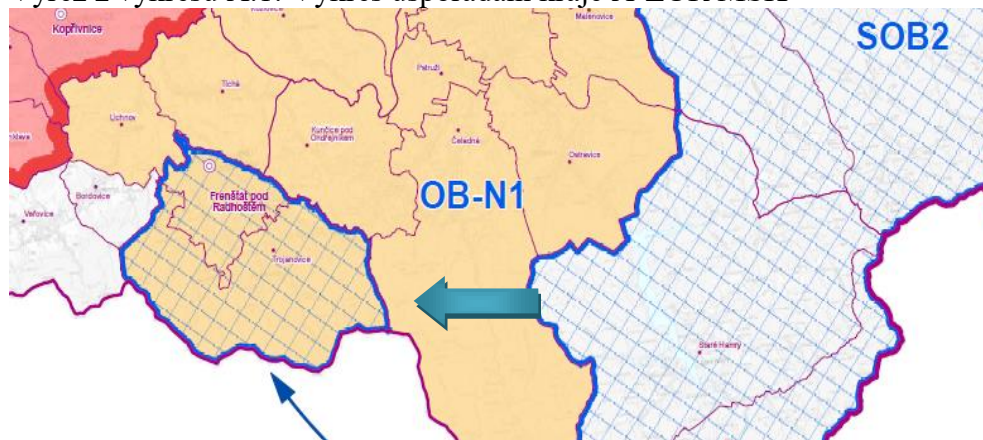 Kopřivnice
Malenovice
SOB2
Pstruží
Tichá
Lichnov
Kunčice pod
Ondřejníkem
Čeladná
Ostravice
Frenštát pod
Radhoštěm
OB-N1
Bordovice
Veřovice
Trojanovice
Staré Hamry